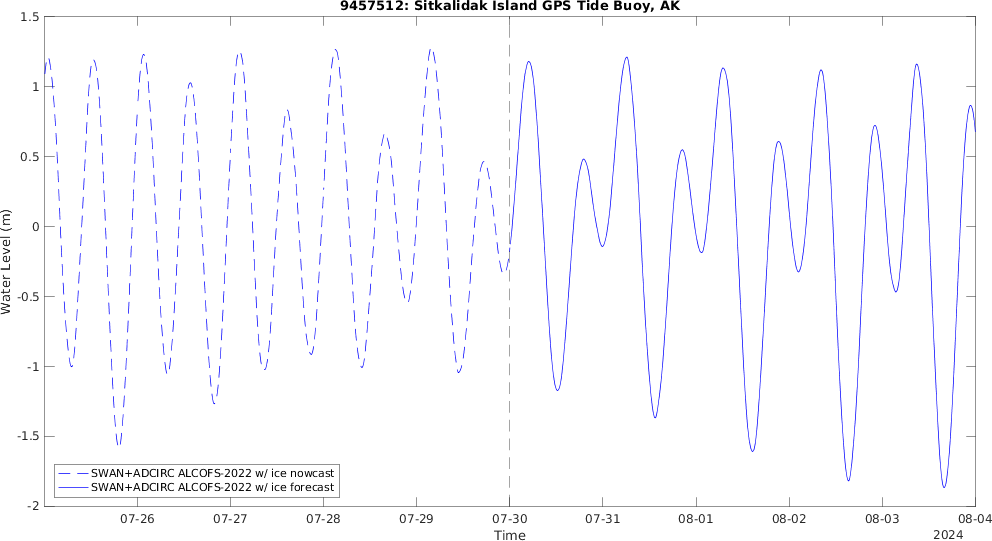 9457512: Sitkalidak Island GPS Tide Buoy, AK
1.5
1
0.5
0
-0.5
-1
-1.5
-2
Water Level (m)
SWAN+ADCIRC ALCOFS-2022 w/ ice nowcast
SWAN+ADCIRC ALCOFS-2022 w/ ice forecast
07-26 07-27 07-28 07-29 07-30 07-31 08-01 08-02 08-03 08-04
Time
2024